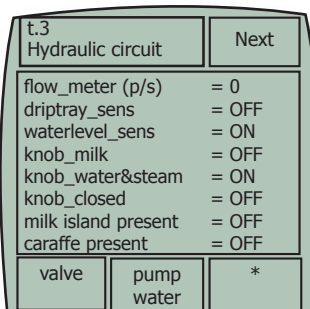 t.3
Hydraulic circuit
Next
flow_meter (p/s) = 0
driptray_sens = OFF
waterlevel_sens = ON
knob_milk = OFF
knob_water&steam = ON
knob_closed = OFF
milk island present = OFF
caraffe present = OFF
valve
pump
water
*